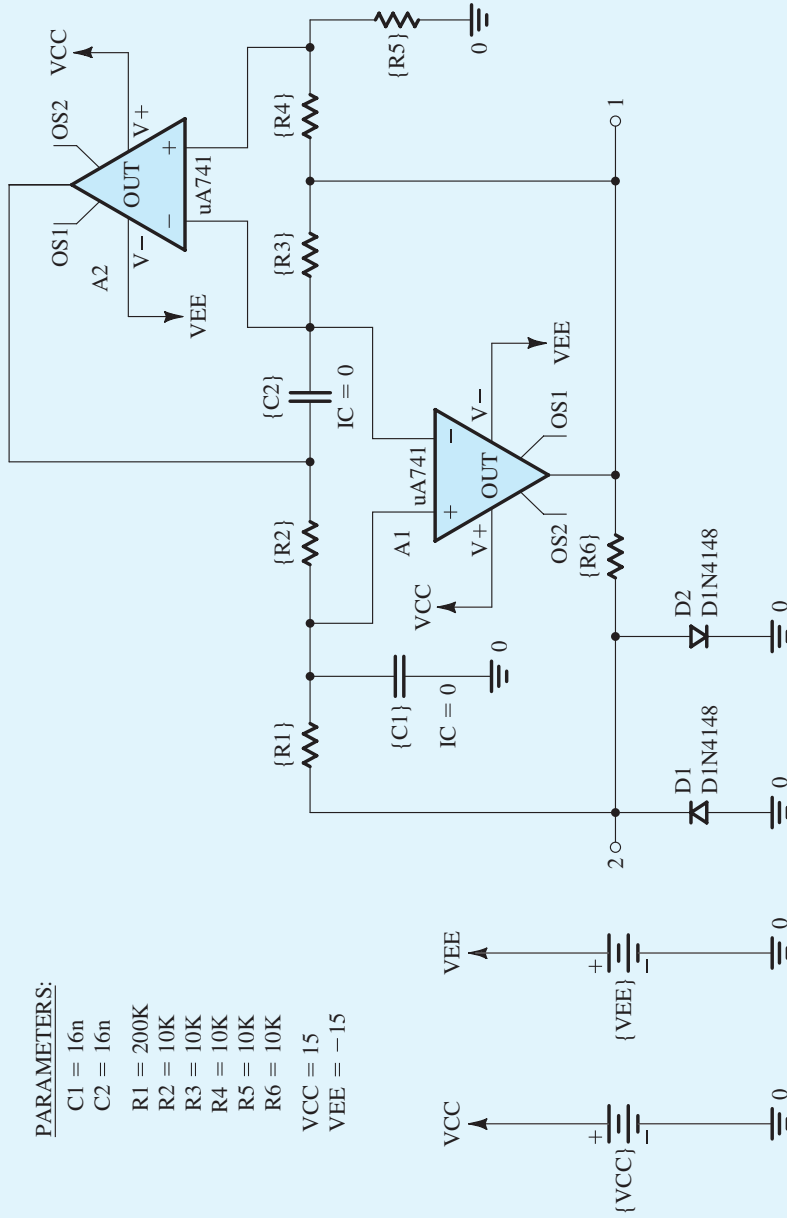 PARAMETERS:
C1 = 16n
C2 = 16n
R1 = 200K
R2 = 10K
R3 = 10K
R4 = 10K
R5 = 10K
R6 = 10K
VCC = 15
VEE = −15
VCC
+
{VCC}
−
0
VEE
+
{VEE}
−
0
2
D1
D1N4148
0
D2
D1N4148
0
{R6}
{R1}
{C1}
IC = 0
0
{R2}
VCC
A1
+
−
uA741
V+
V−
OUT
OS2
OS1
VEE
{C2}
IC = 0
{R3}
{R4}
{R5}
0
1
VEE
A2
OS1
V−
OUT
−
+
uA741
V+
OS2
VCC